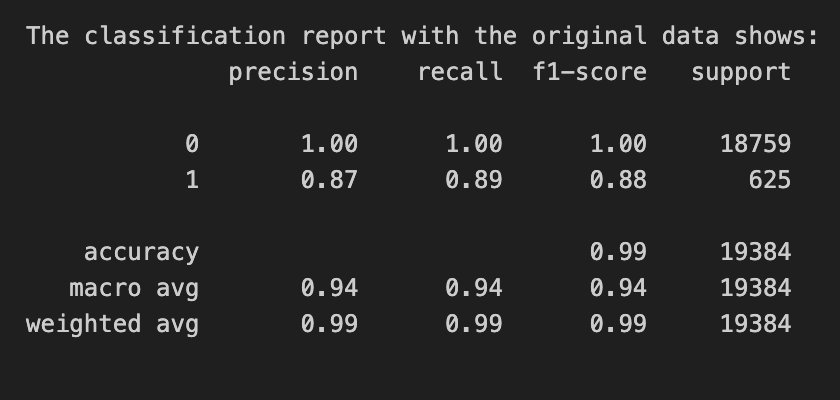 The classification report with the original data shows:
precision recall f1-score support
0 1.00 1.00 1.00 18759
1 0.87 0.89 0.88 625
accuracy 0.99 19384
macro avg 0.94 0.94 0.94 19384
weighted avg 0.99 0.99 0.99 19384